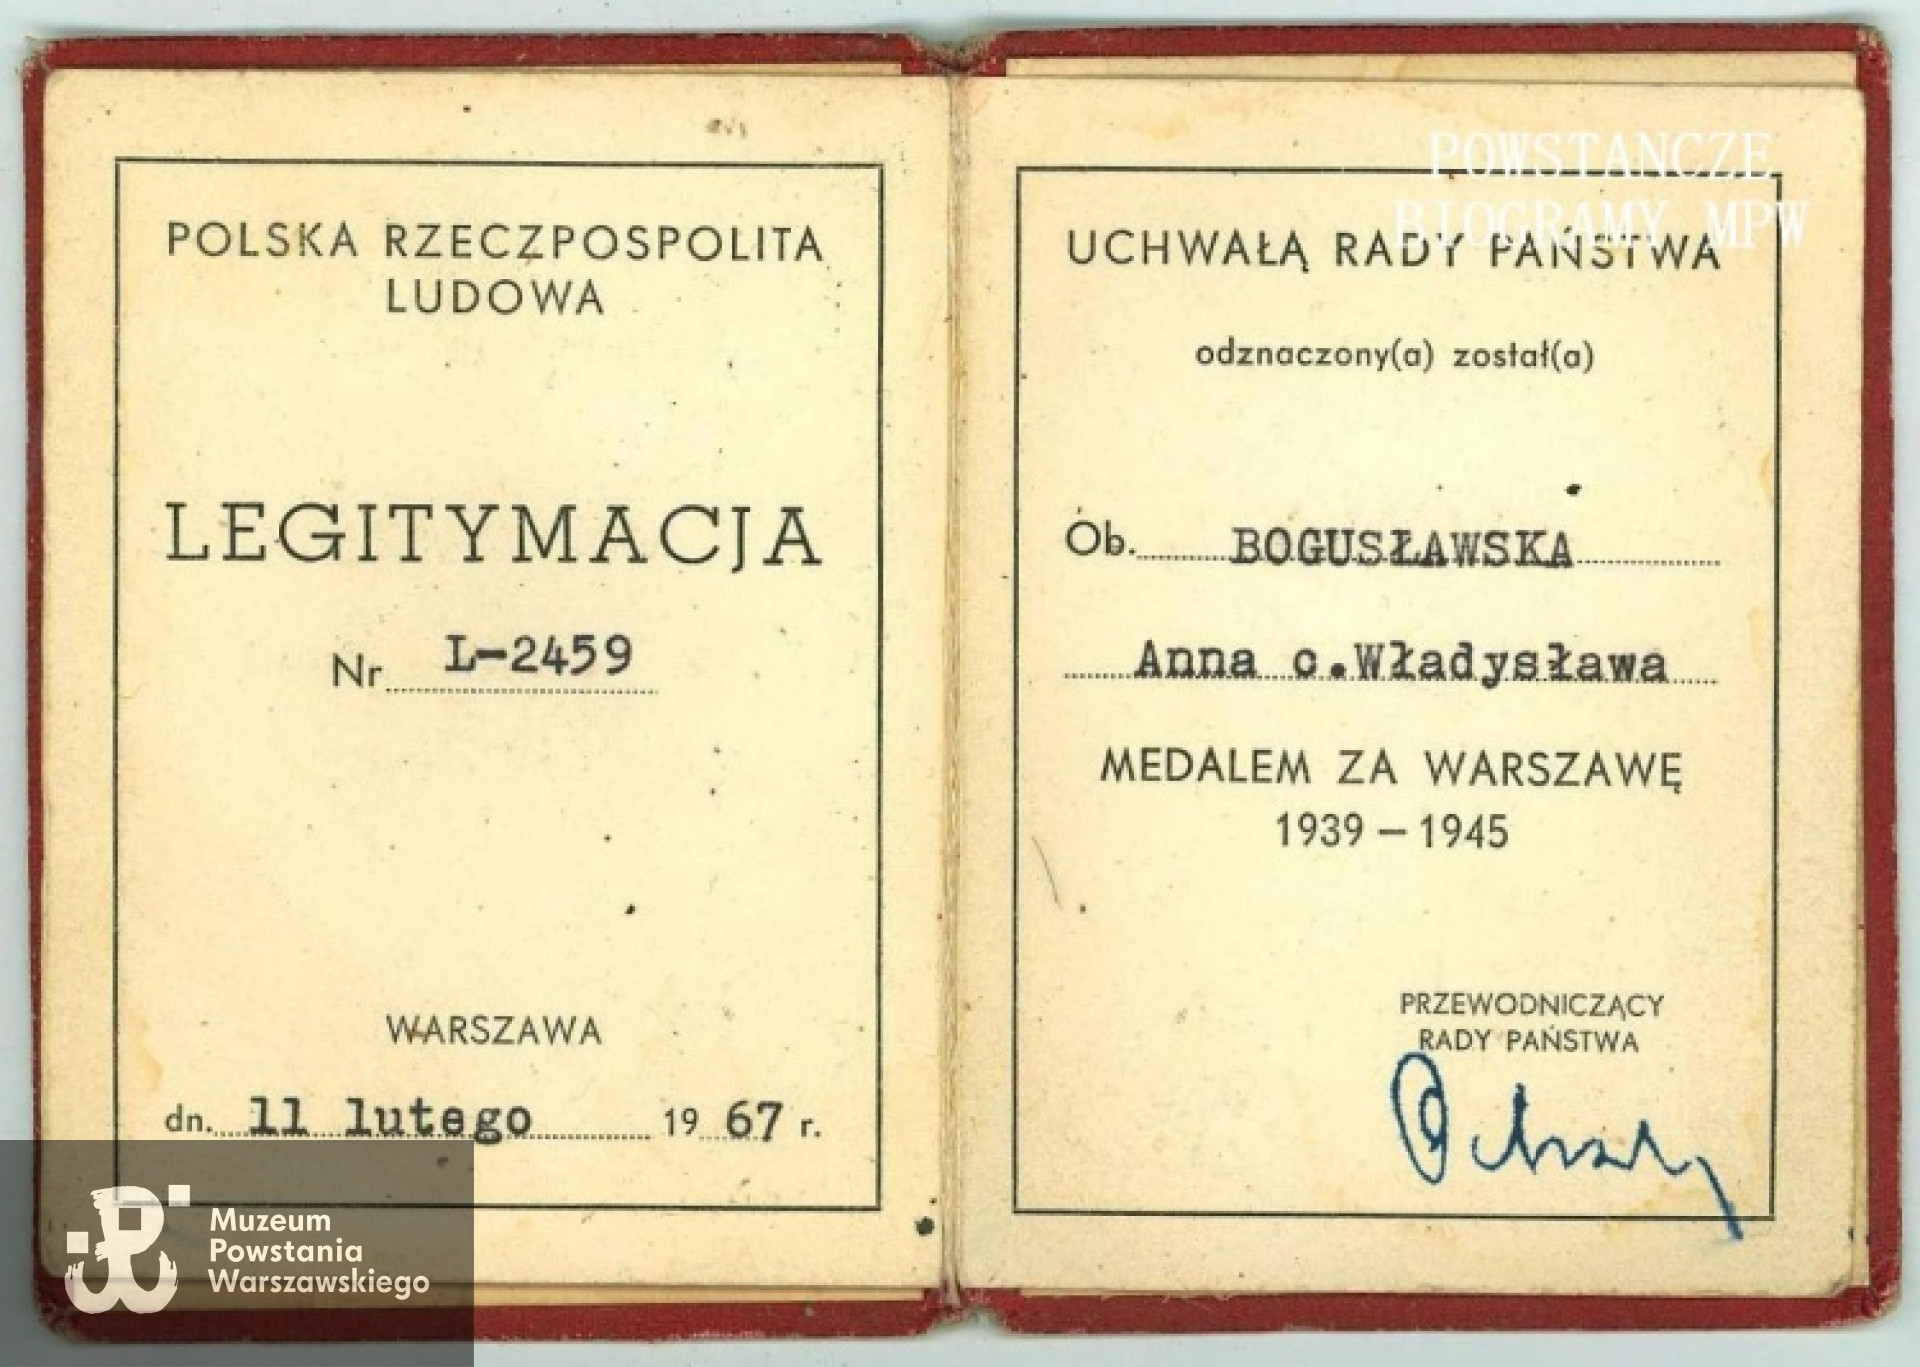 POLSKA RZECZPOSPOLITA
LUDOWA
LEGITYMACJA
Nr L-2459
WARSZAWA
dn. 11 lutego 1967 r.
POWSTANCZE
BIOGRAMY MPW
UCHWAŁĄ RADY PAŃSTWA
odznaczony(a) został(a)
Ob. BOGUSŁAWSKA
Anna c.Władysława
MEDALEM ZA WARSZAWĘ
1939 — 1945
PRZEWODNICZĄCY
RADY PAŃSTWA
Muzeum
Powstania
Warszawskiego